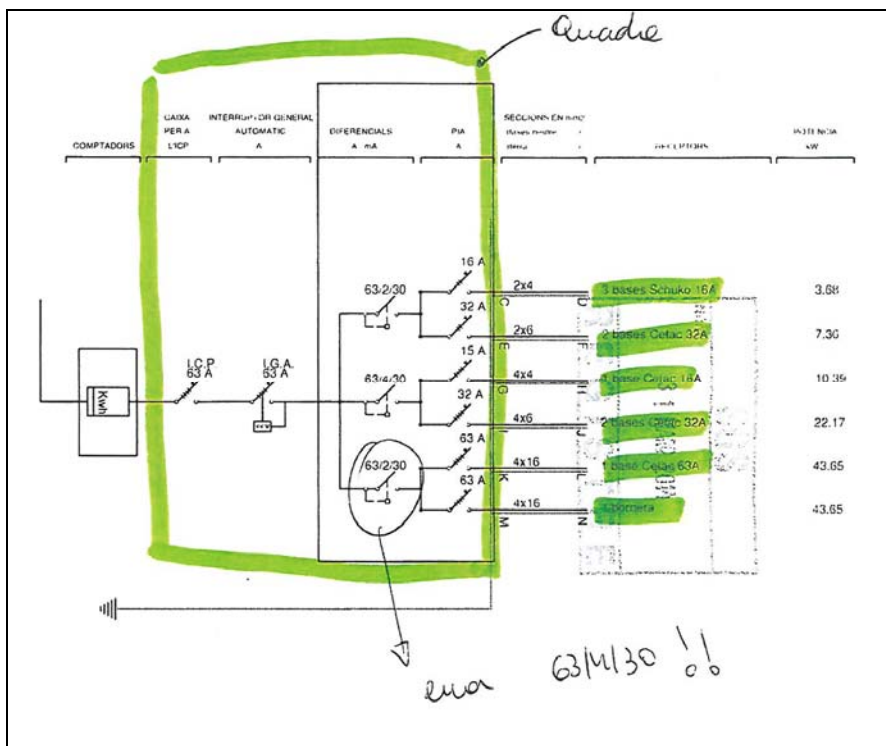 Quadre
CAIXA
PER A
L'ICP
INTERRUPTOR GENERAL
AUTOMATIC
A
DIFERENCIALS
A mA
PIA
A
SECCIONS EN mm2
Bases
POTENCIA
kW
COMPTADORS
RECEPTORS
16 A
63/2/30
2x4
C
D
3 bases Schuko 16A
3.68
32 A
2x6
E
F
2 bases Cetac 32A
7.36
I.C.P.
63 A
I.G.A.
63 A
Kwh
15 A
63/4/30
4x4
G
H
1 base Cetac 16A
10.39
32 A
4x6
I
J
2 bases Cetac 32A
22.17
63 A
63/2/30
4x16
K
L
1 base Cetac 63A
43.65
63 A
4x16
M
N
1 borneta
43.65
63/4/30 !!